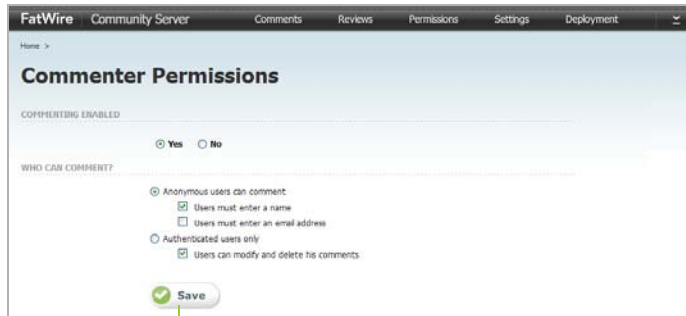 FatWire Community Server Comments Reviews Permissions Settings Deployment
Home >
Commenter Permissions
COMMENTING ENABLED
Yes No
WHO CAN COMMENT?
Anonymous users can comment
Users must enter a name
Users must enter an email address
Authenticated users only
Users can modify and delete his comments
Save